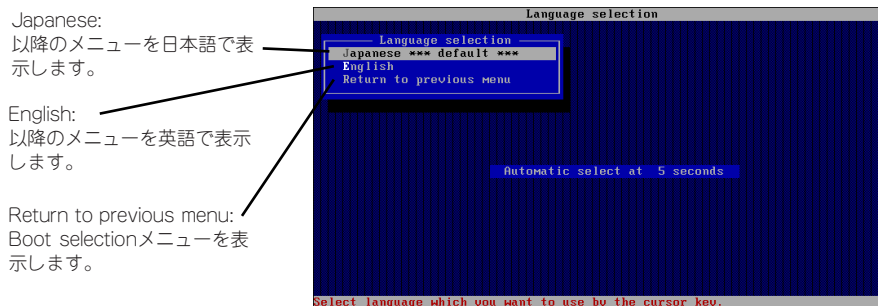 Japanese:
以降のメニューを日本語で表
示します。
English:
以降のメニューを英語で表示
します。
Return to previous menu:
Boot selectionメニューを表
示します。
Language selection
Language selection
Japanese *** default ***
English
Return to previous menu
Automatic select at 5 seconds
Select language which you want to use by the cursor key.